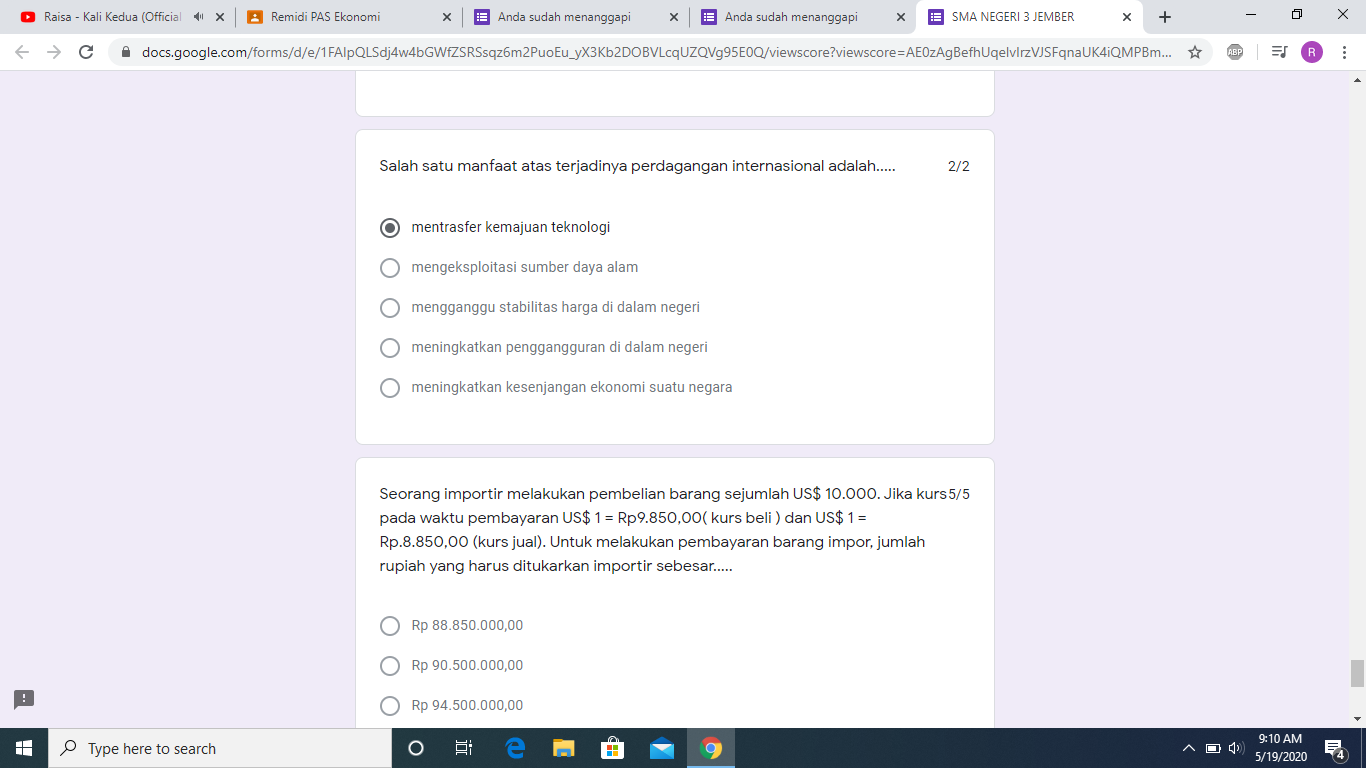 Raisa - Kali Kedua (Official
Remidi PAS Ekonomi
Anda sudah menanggapi
Anda sudah menanggapi
SMA NEGERI 3 JEMBER
docs.google.com/forms/d/e/1FAIpQLSdj4w4bGWfZSRSsqz6m2PuoEu_yX3Kb2DOBVLcqUZQVg95E0Q/viewscore?viewscore=AE0zAgBefhUqelvIrzVJSFqnaUK4iQMPBm...
ABP
R
Salah satu manfaat atas terjadinya perdagangan internasional adalah..... 2/2
mentrasfer kemajuan teknologi
mengeksploitasi sumber daya alam
mengganggu stabilitas harga di dalam negeri
meningkatkan penggangguran di dalam negeri
meningkatkan kesenjangan ekonomi suatu negara
Seorang importir melakukan pembelian barang sejumlah US$ 10.000. Jika kurs 5/5
pada waktu pembayaran US$ 1 = Rp9.850,00( kurs beli ) dan US$ 1 =
Rp.8.850,00 (kurs jual). Untuk melakukan pembayaran barang impor, jumlah
rupiah yang harus ditukarkan importir sebesar.....
Rp 88.850.000,00
Rp 90.500.000,00
Rp 94.500.000,00
Type here to search
9:10 AM
5/19/2020
4